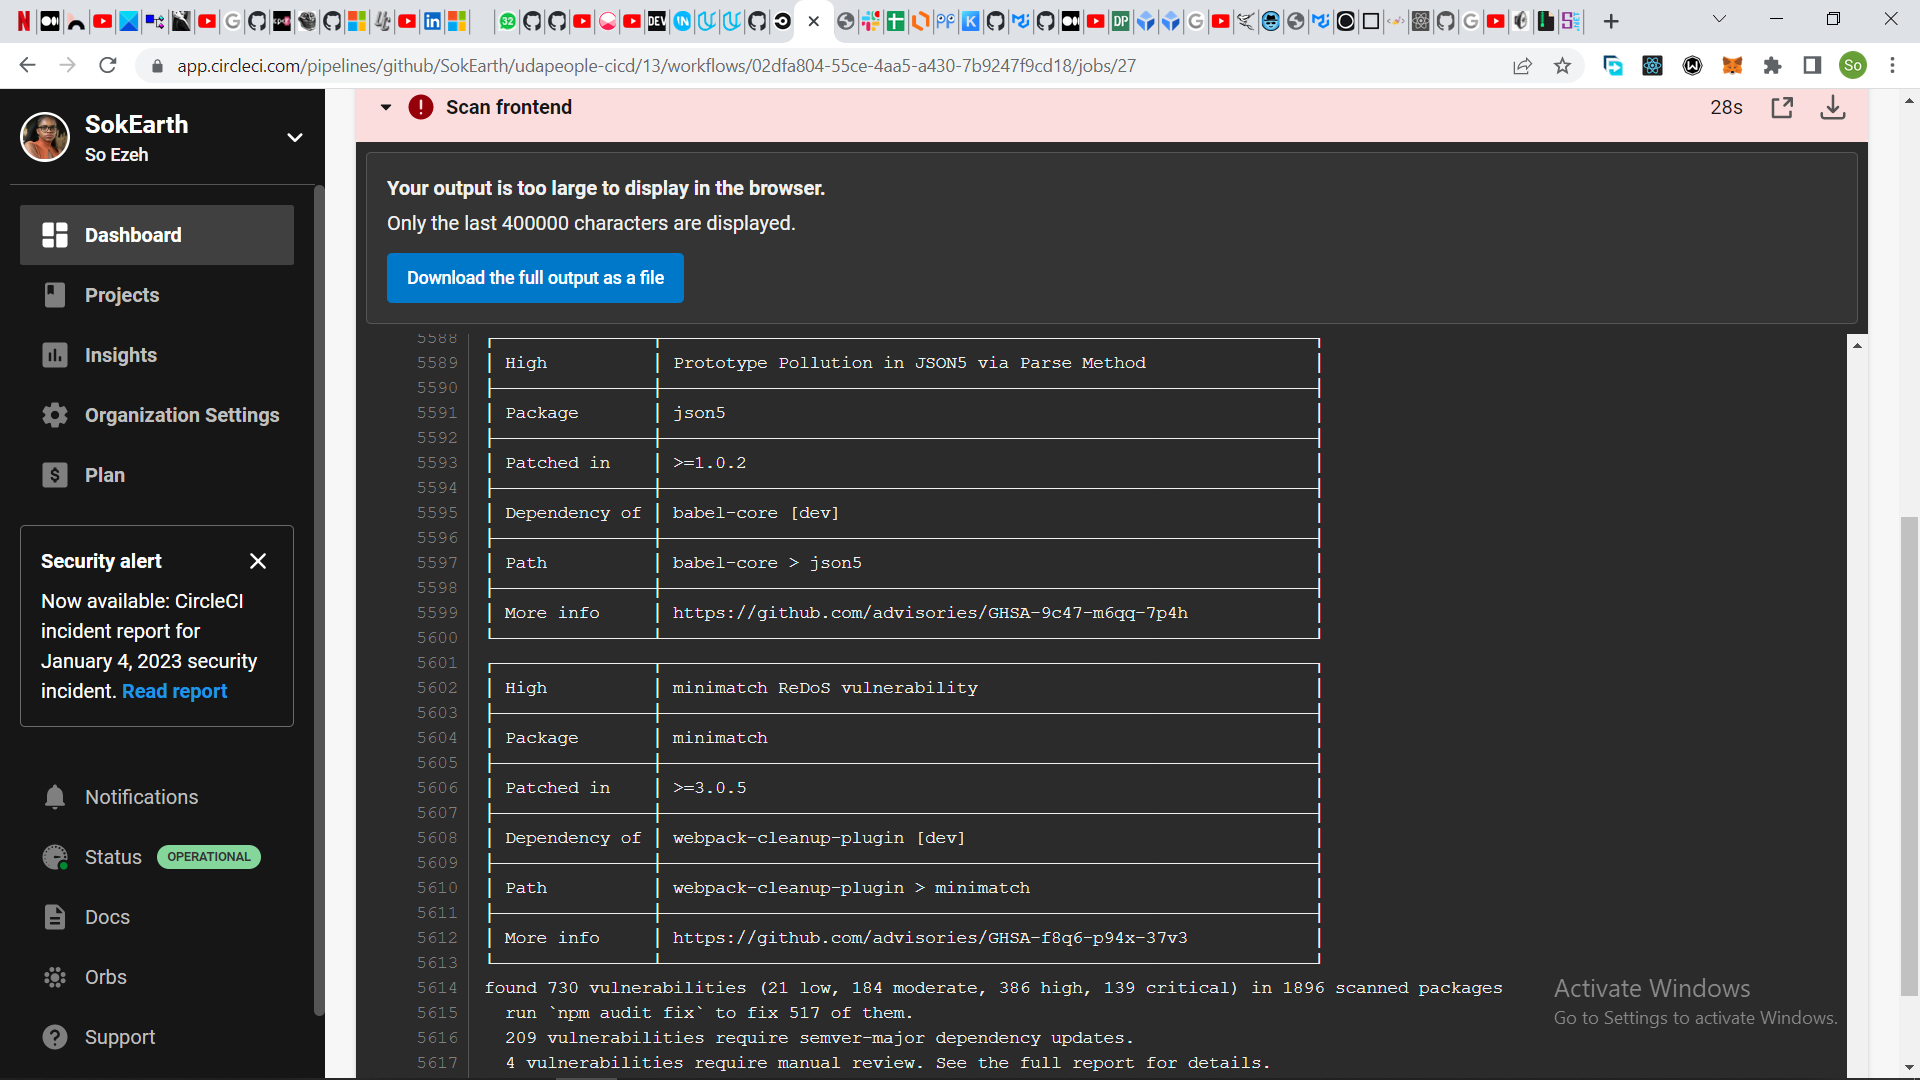 app.circleci.com/pipelines/github/SokEarth/udapeople-cicd/13/workflows/02dfa804-55ce-4aa5-a430-7b9247f9cd18/jobs/27
So
SokEarth
So Ezeh
Dashboard
Projects
Insights
Organization Settings
Plan
Security alert
Now available: CircleCI
incident report for
January 4, 2023 security
incident. Read report
Notifications
Status OPERATIONAL
Docs
Orbs
Support
Scan frontend 28s
Your output is too large to display in the browser.
Only the last 400000 characters are displayed.
Download the full output as a file
5588
5589 High Prototype Pollution in JSON5 via Parse Method
5590
5591 Package json5
5592
5593 Patched in >=1.0.2
5594
5595 Dependency of babel-core [dev]
5596
5597 Path babel-core > json5
5598
5599 More info https://github.com/advisories/GHSA-9c47-m6qq-7p4h
5600
5601
5602 High minimatch ReDoS vulnerability
5603
5604 Package minimatch
5605
5606 Patched in >=3.0.5
5607
5608 Dependency of webpack-cleanup-plugin [dev]
5609
5610 Path webpack-cleanup-plugin > minimatch
5611
5612 More info https://github.com/advisories/GHSA-f8q6-p94x-37v3
5613
5614 found 730 vulnerabilities (21 low, 184 moderate, 386 high, 139 critical) in 1896 scanned packages
5615 run `npm audit fix` to fix 517 of them.
5616 209 vulnerabilities require semver-major dependency updates.
5617 4 vulnerabilities require manual review. See the full report for details.
Activate Windows
Go to Settings to activate Windows.